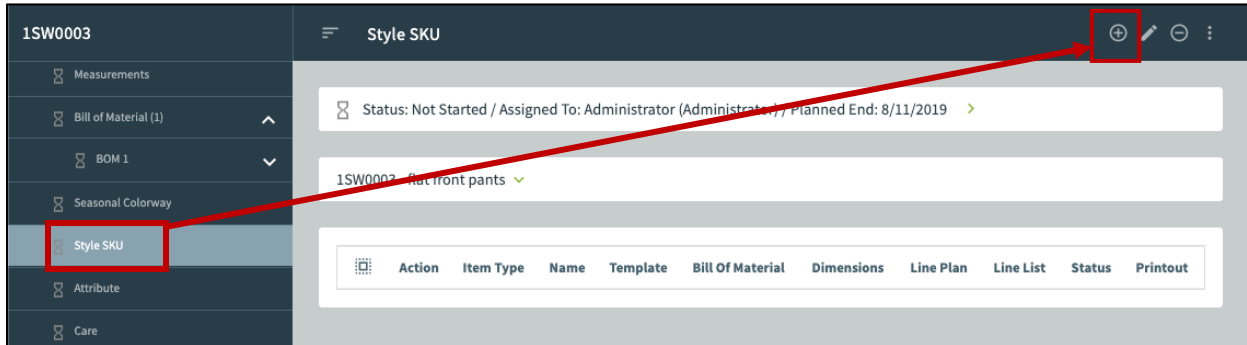 1SW0003
Style SKU
Measurements
Bill of Material (1)
BOM 1
Seasonal Colorway
Style SKU
Attribute
Care
Status: Not Started / Assigned To: Administrator (Administrator) / Planned End: 8/11/2019
1SW0003 - flat front pants
Action Item Type Name Template Bill Of Material Dimensions Line Plan Line List Status Printout